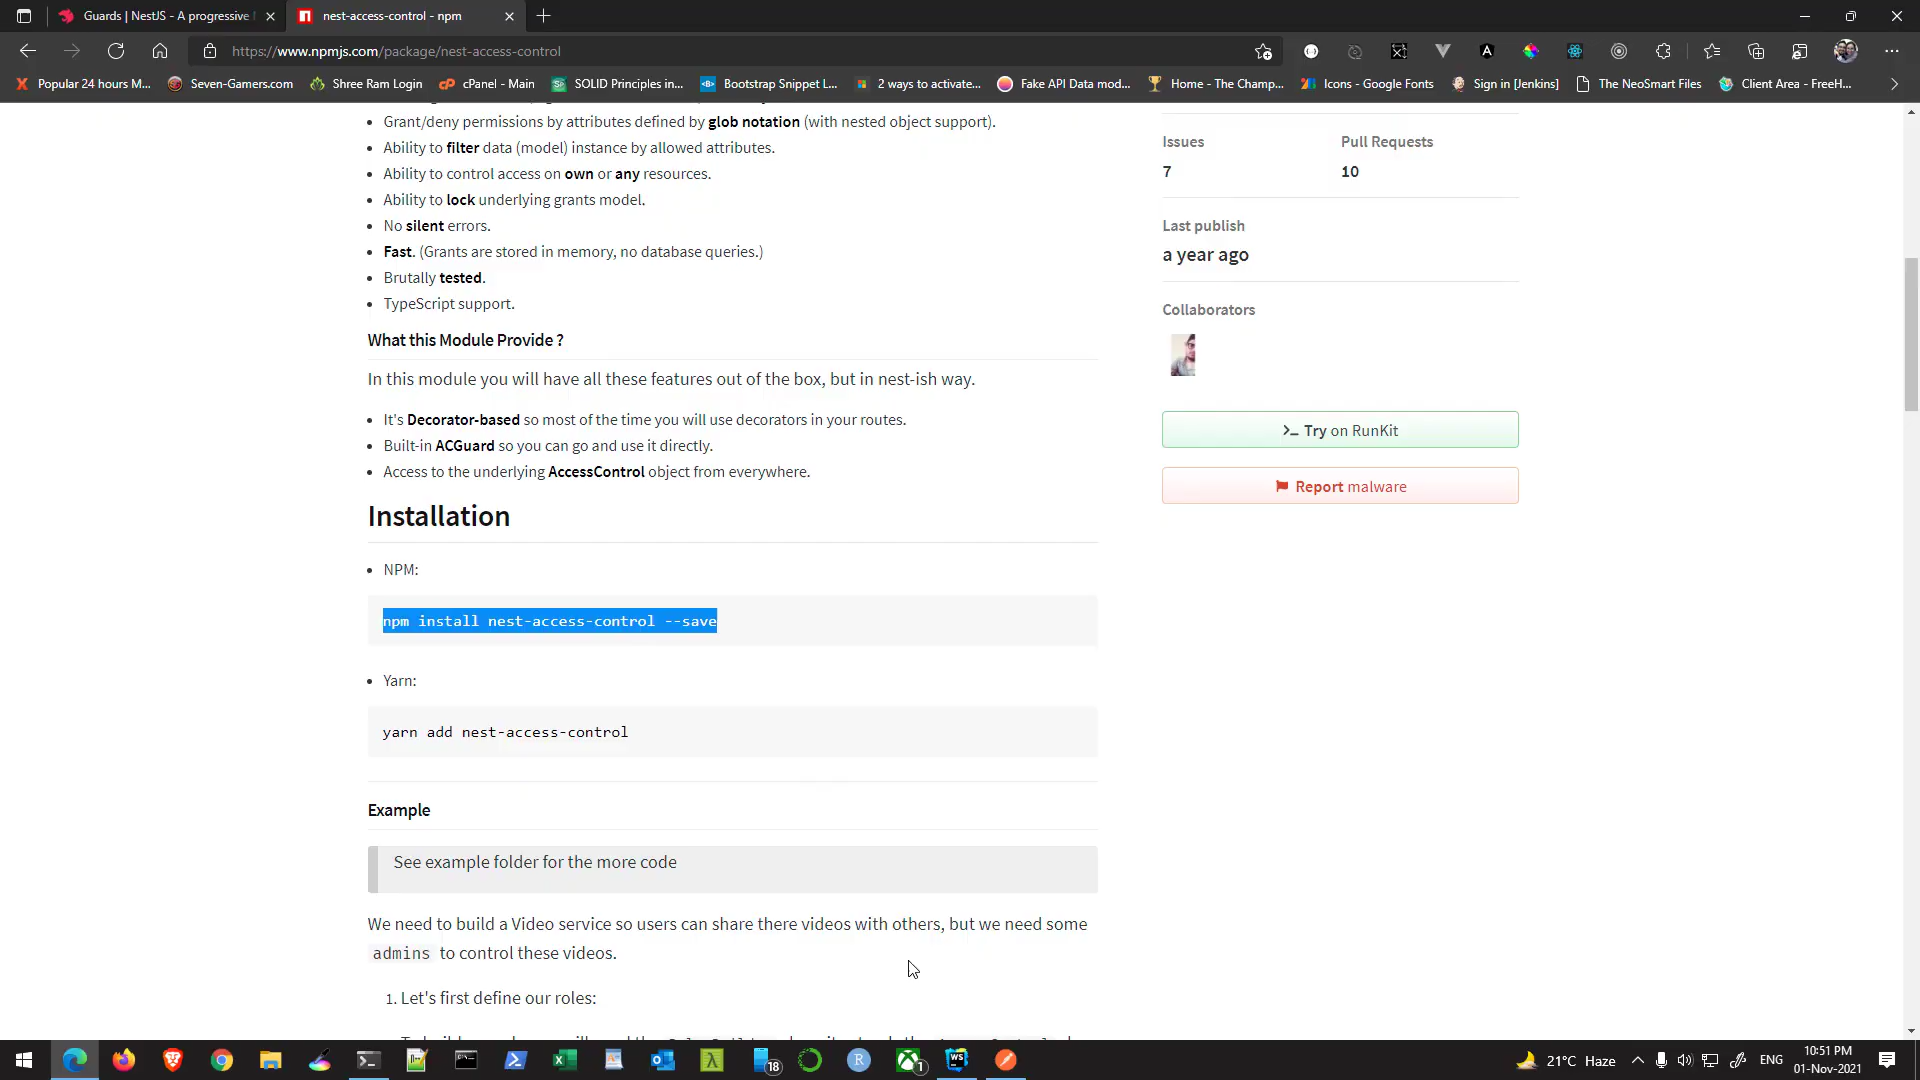 Guards | NestJS - A progressive
nest-access-control - npm
https://www.npmjs.com/package/nest-access-control
Popular 24 hours M...
Seven-Gamers.com
Shree Ram Login
cPanel - Main
SOLID Principles in...
Bootstrap Snippet L...
2 ways to activate...
Fake API Data mod...
Home - The Champ...
Icons - Google Fonts
Sign in [Jenkins]
The NeoSmart Files
Client Area - FreeH...
Grant/deny permissions by attributes defined by glob notation (with nested object support).
Ability to filter data (model) instance by allowed attributes.
Ability to control access on own or any resources.
Ability to lock underlying grants model.
No silent errors.
Fast. (Grants are stored in memory, no database queries.)
Brutally tested.
TypeScript support.
What this Module Provide ?
In this module you will have all these features out of the box, but in nest-ish way.
It's Decorator-based so most of the time you will use decorators in your routes.
Built-in ACGuard so you can go and use it directly.
Access to the underlying AccessControl object from everywhere.
Installation
NPM:
npm install nest-access-control --save
Yarn:
yarn add nest-access-control
Example
See example folder for the more code
We need to build a Video service so users can share there videos with others, but we need some
admins to control these videos.
1. Let's first define our roles:
Issues
7
Pull Requests
10
Last publish
a year ago
Collaborators
Try on RunKit
Report malware
18
R
1
WS
21°C Haze
ENG
10:51 PM
01-Nov-2021